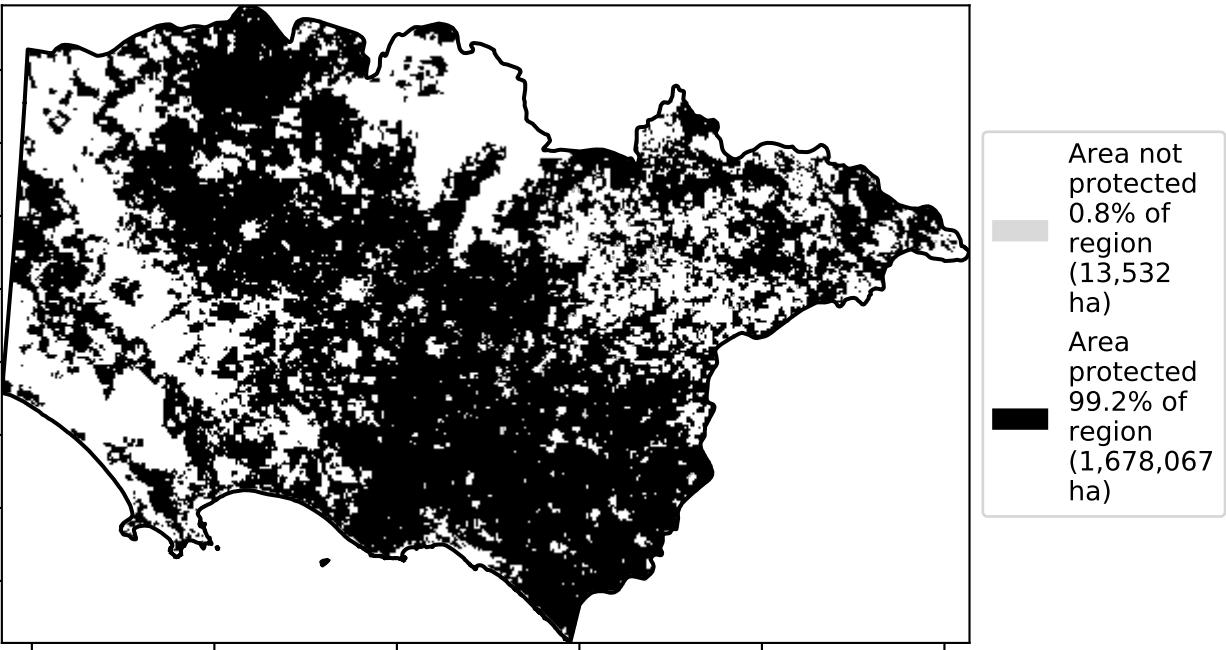 Area not
protected
0.8% of
region
(13,532
ha)
Area
protected
99.2% of
region
(1,678,067
ha)